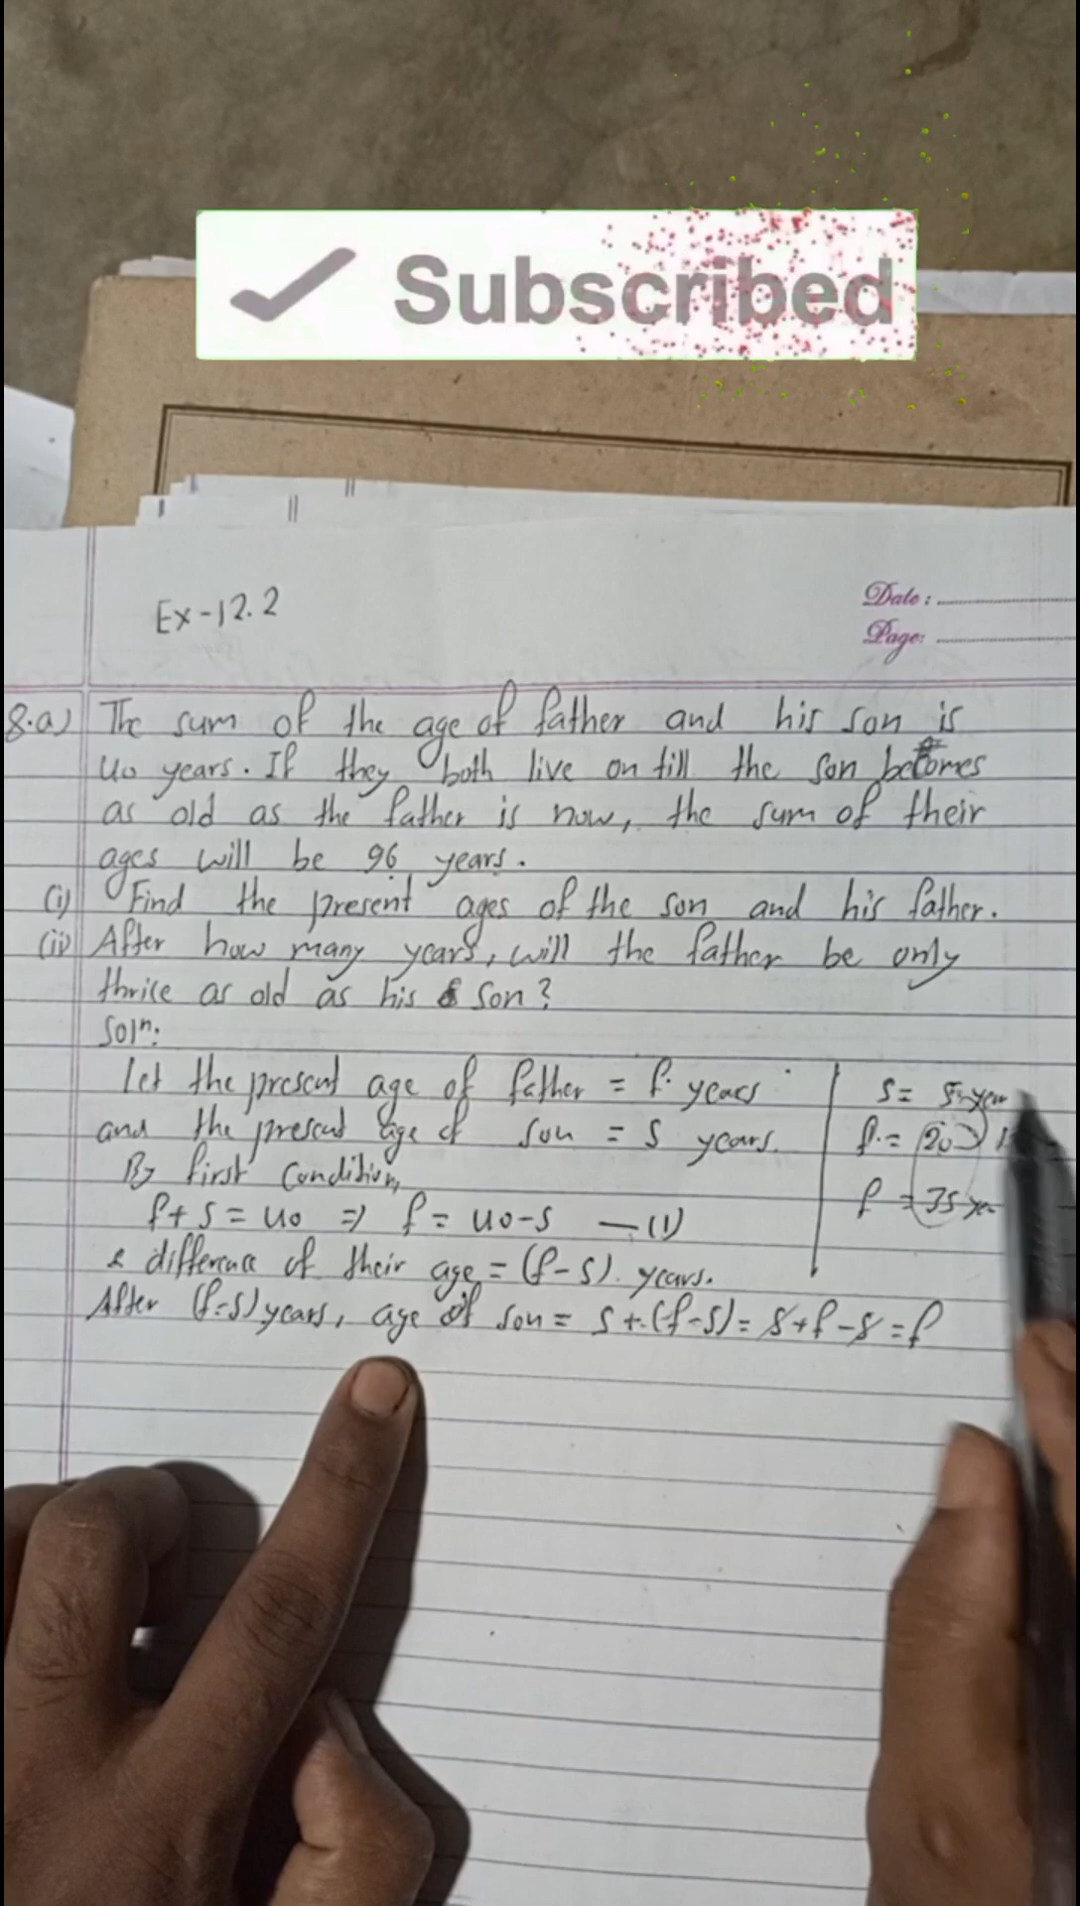 Subscribed
Ex-12.2
Date:
Page:
8.a) The sum of the age of father and his son is
40 years. If they both live on till the son becomes
as old as the father is now, the sum of their
ages will be 96 years.
(i) Find the present ages of the son and his father.
(ii) After how many years, will the father be only
thrice as old as his son?
Soln:
Let the present age of father = f. years
and the present age of son = s years.
By first condition,
f + s = 40 => f = 40 - s — (1)
& difference of their age = (f - s). years.
After (f-s) years, age of son = s + (f-s) = s + f - s = f
s = 5 year
f = 20
f = 35 yea